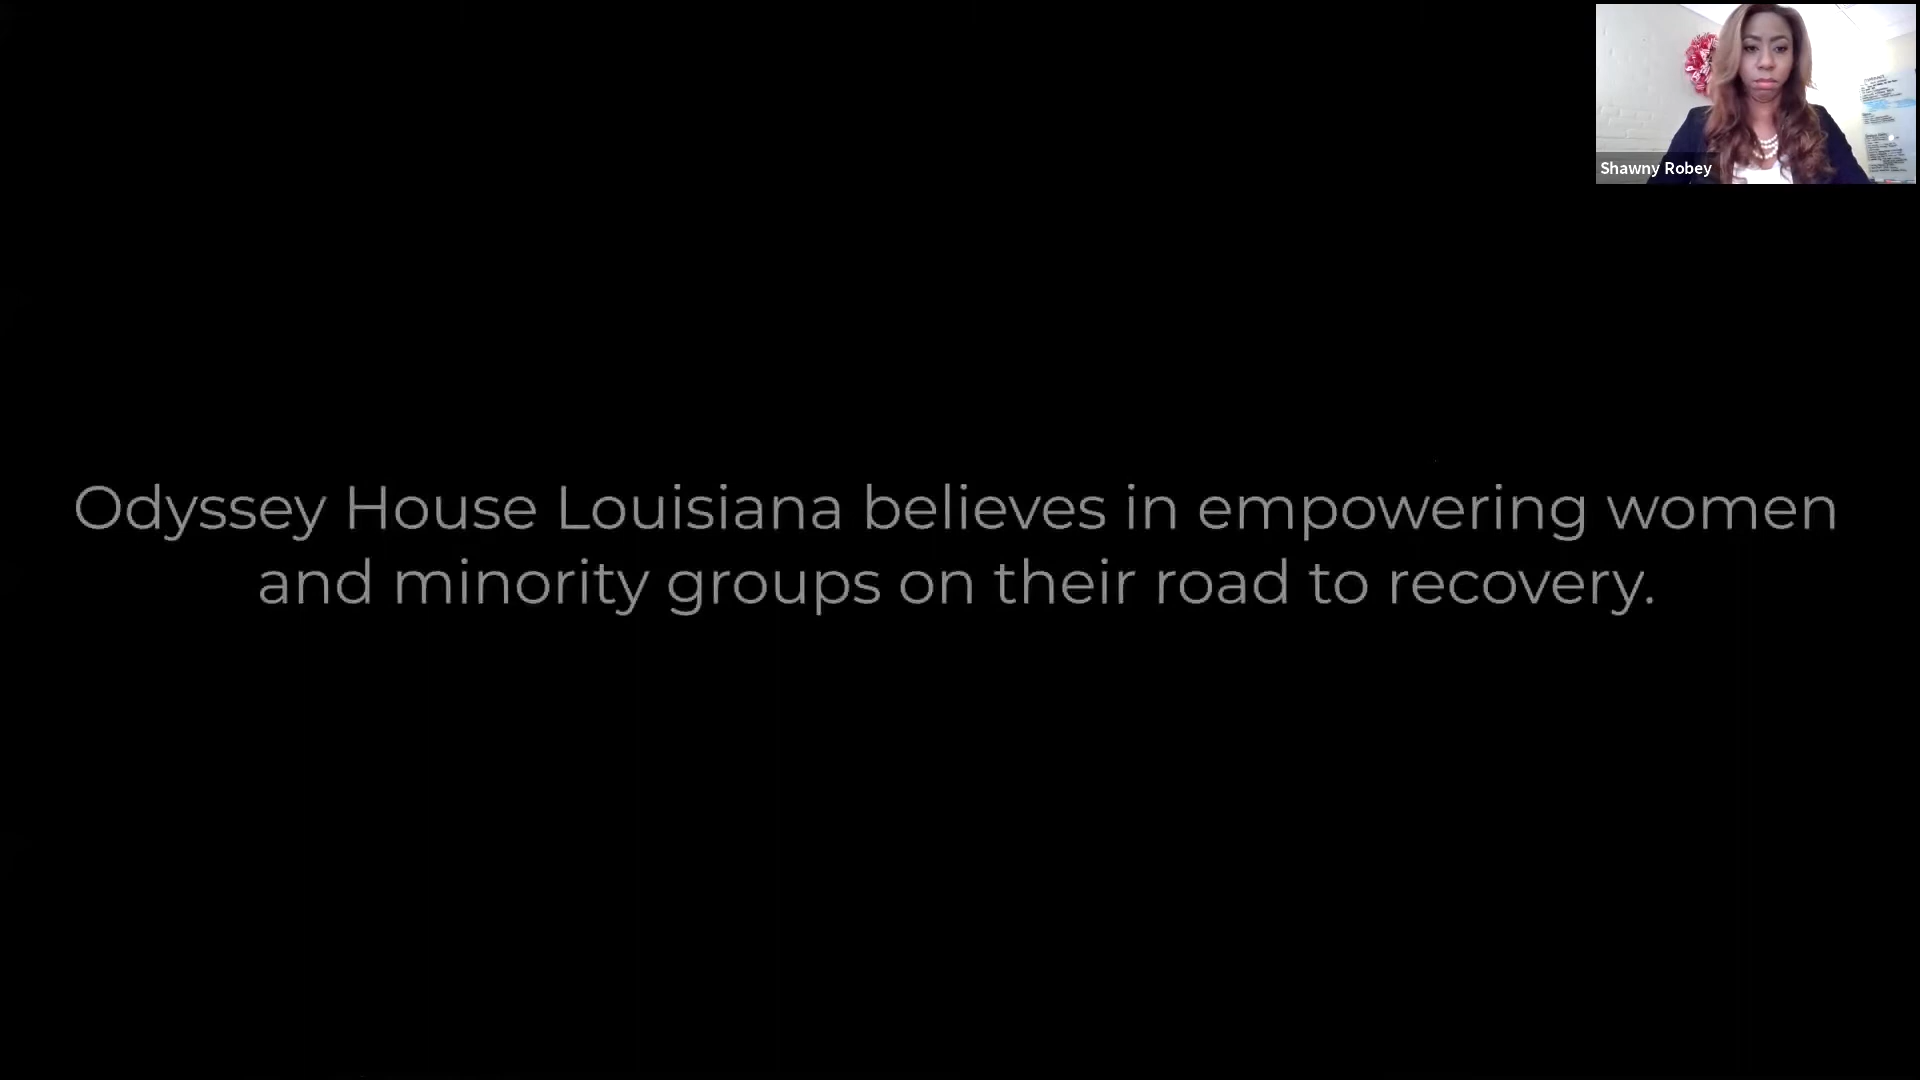 Shawny Robey
Odyssey House Louisiana believes in empowering women
and minority groups on their road to recovery.